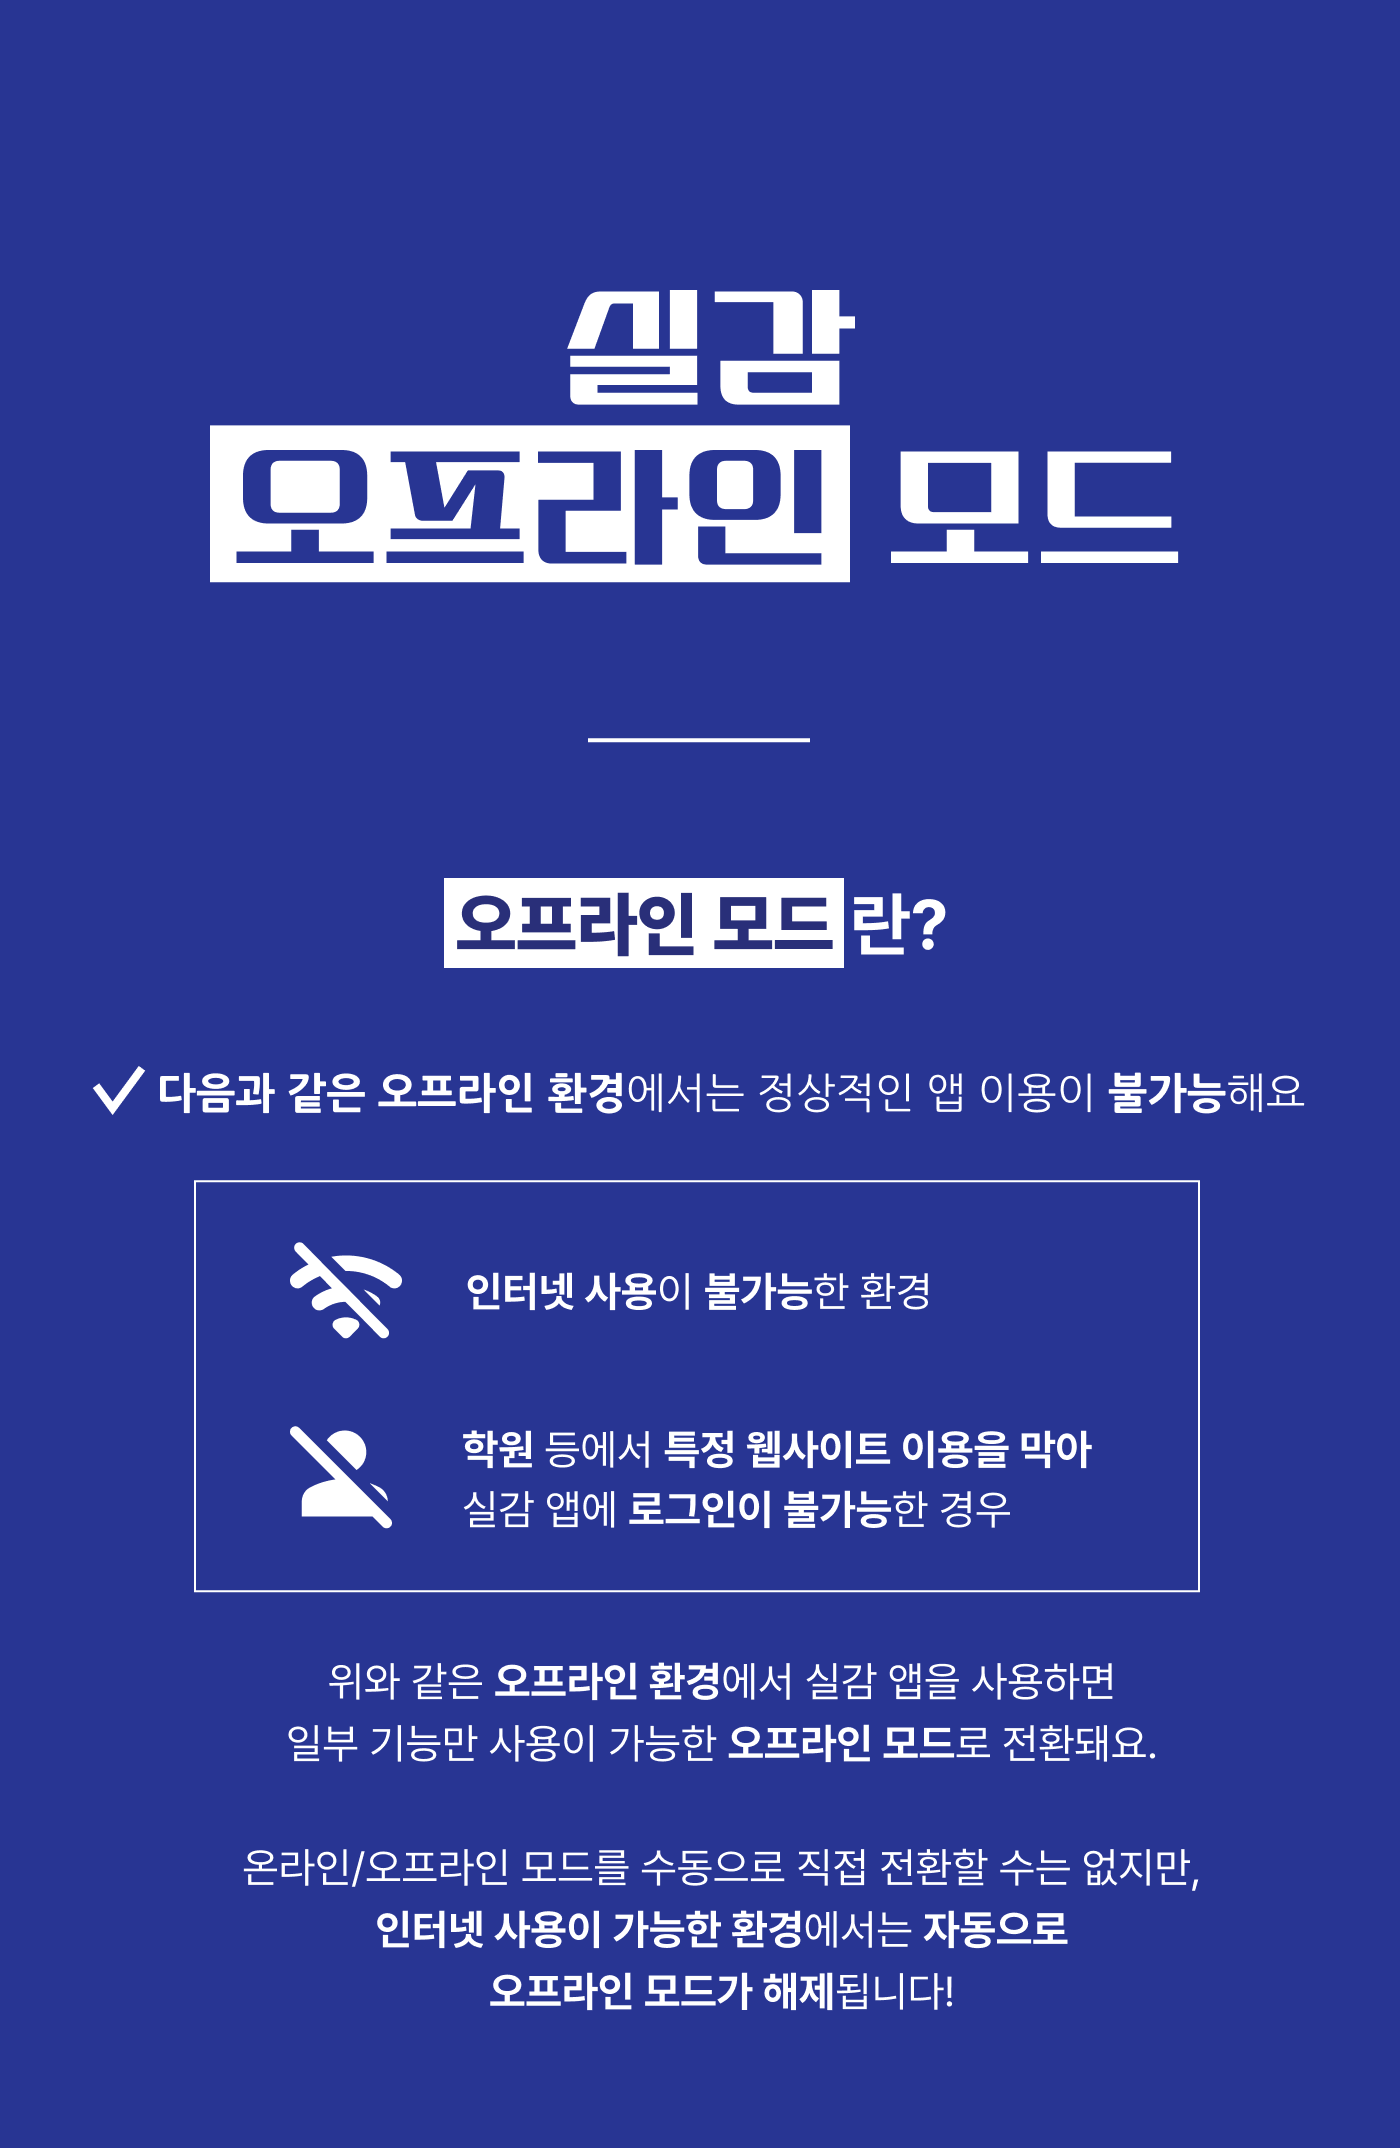 실감
오프라인 모드
오프라인 모드란?
다음과 같은 오프라인 환경에서는 정상적인 앱 이용이 불가능해요
인터넷 사용이 불가능한 환경
학원 등에서 특정 웹사이트 이용을 막아
실감 앱에 로그인이 불가능한 경우
위와 같은 오프라인 환경에서 실감 앱을 사용하면
일부 기능만 사용이 가능한 오프라인 모드로 전환돼요.
온라인/오프라인 모드를 수동으로 직접 전환할 수는 없지만,
인터넷 사용이 가능한 환경에서는 자동으로
오프라인 모드가 해제됩니다!